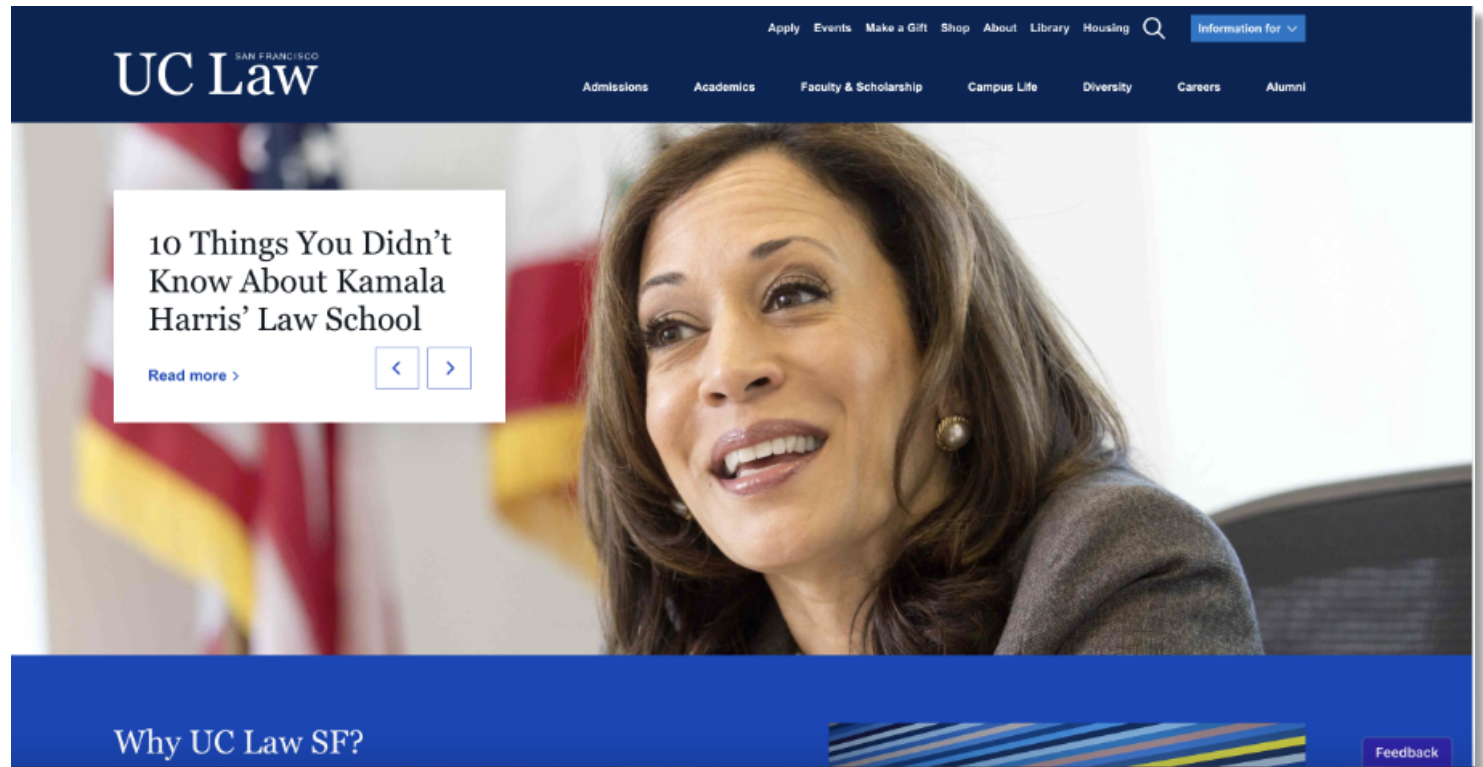 Apply Events Make a Gift Shop About Library Housing Information for
SAN FRANCISCO
UC Law
Admissions Academics Faculty & Scholarship Campus Life Diversity Careers Alumni
10 Things You Didn’t
Know About Kamala
Harris’ Law School
Read more >
Why UC Law SF?
Feedback